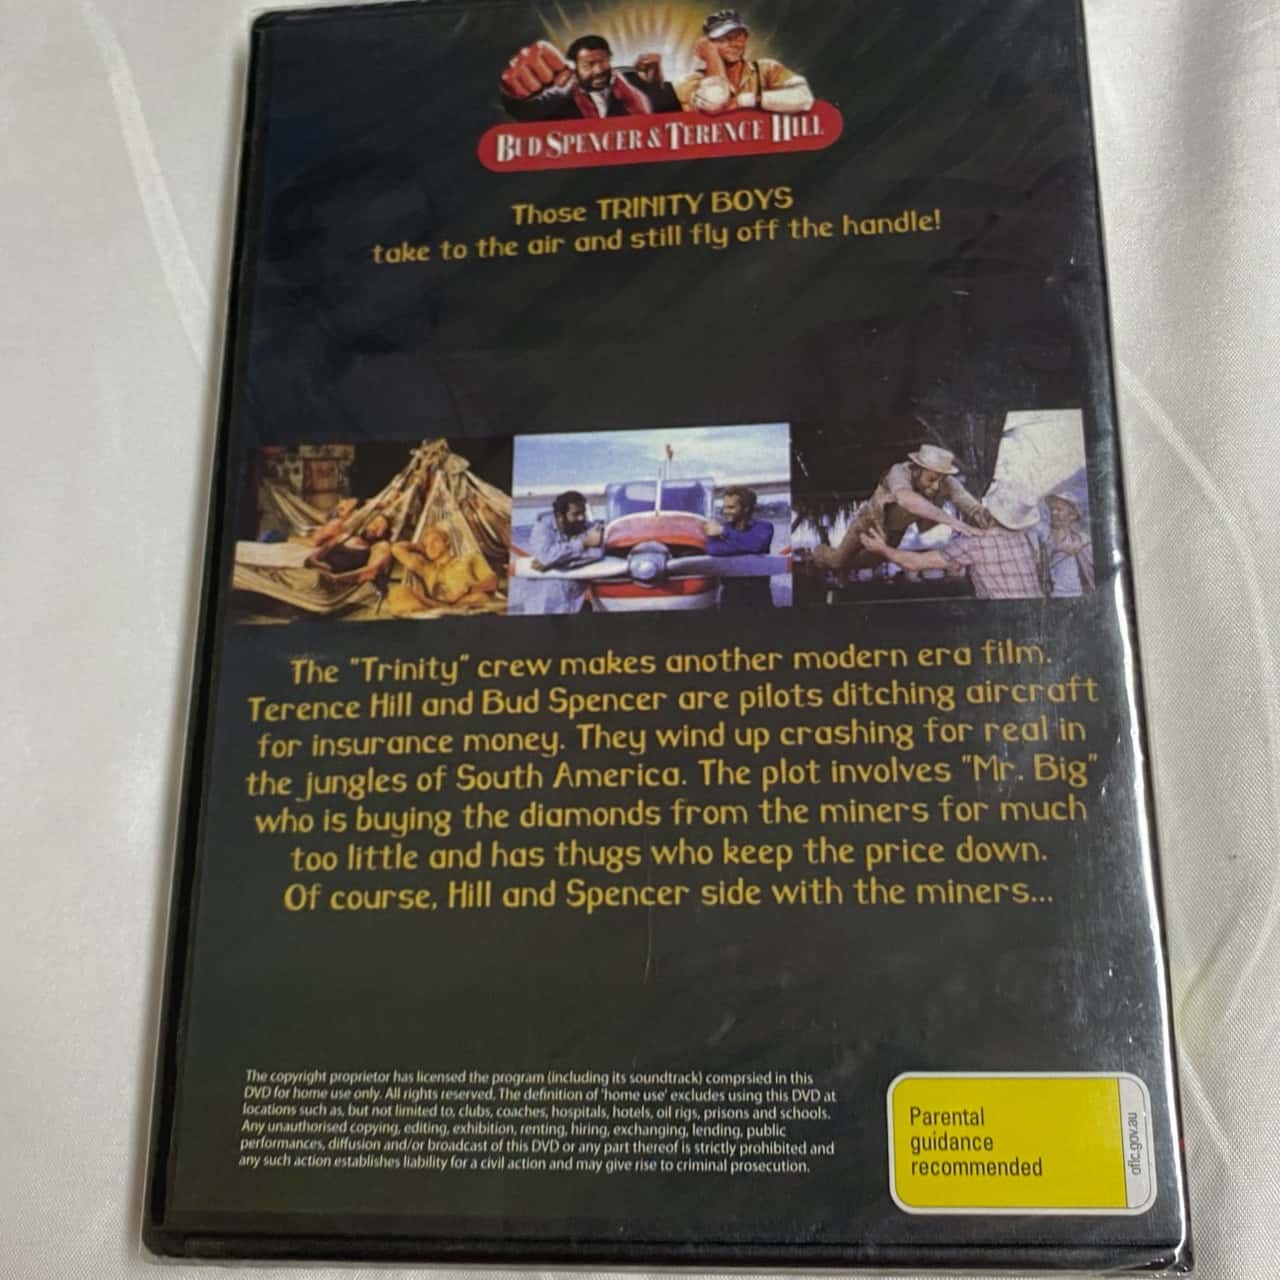 BUD SPENCER & TERENCE HILL
Those TRINITY BOYS
take to the air and still fly off the handle!
The "Trinity" crew makes another modern era film.
Terence Hill and Bud Spencer are pilots ditching aircraft
for insurance money. They wind up crashing for real in
the jungles of South America. The plot involves "Mr. Big"
who is buying the diamonds from the miners for much
too little and has thugs who keep the price down.
Of course, Hill and Spencer side with the miners...
The copyright proprietor has licensed the program (including its soundtrack) comprsied in this
DVD for home use only. All rights reserved. The definition of 'home use' excludes using this DVD at
locations such as, but not limited to, clubs, coaches, hospitals, hotels, oil rigs, prisons and schools.
Any unauthorised copying, editing, exhibition, renting, hiring, exchanging, lending, public
performances, diffusion and/or broadcast of this DVD or any part thereof is strictly prohibited and
any such action establishes liability for a civil action and may give rise to criminal prosecution.
Parental
guidance
recommended
oflc.gov.au